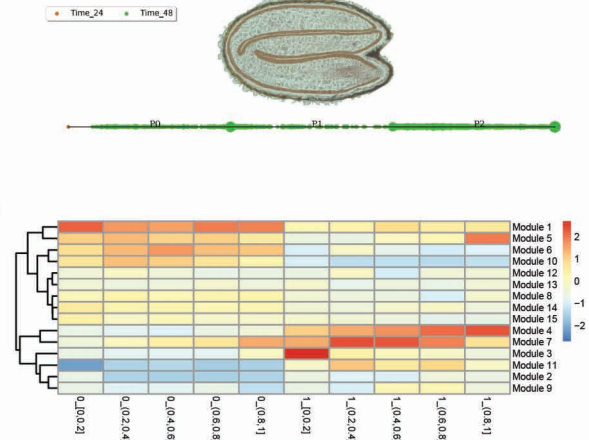 Time_24 Time_48
P0 P1 P2
Module 1
Module 5
Module 6
Module 10
Module 12
Module 13
Module 8
Module 14
Module 15
Module 4
Module 7
Module 3
Module 11
Module 2
Module 9
2
1
0
−1
−2
0_[0,0.2]
0_(0.2,0.4
0_(0.4,0.6
0_(0.6,0.8
0_(0.8,1]
1_[0,0.2]
1_(0.2,0.4
1_(0.4,0.6
1_(0.6,0.8
1_(0.8,1]